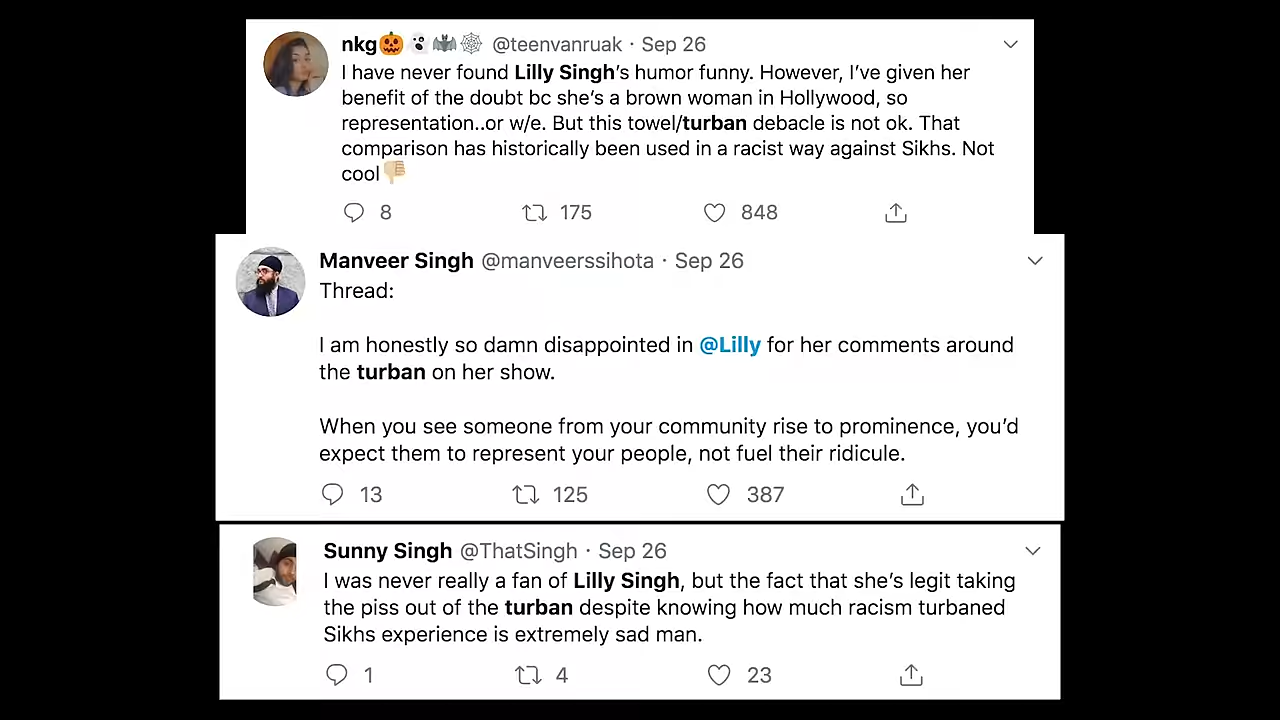 nkg🎃👻🦇🕸 @teenvanruak · Sep 26
I have never found Lilly Singh's humor funny. However, I've given her
benefit of the doubt bc she's a brown woman in Hollywood, so
representation..or w/e. But this towel/turban debacle is not ok. That
comparison has historically been used in a racist way against Sikhs. Not
cool👎🏼
8 175 848
Manveer Singh @manveerssihota · Sep 26
Thread:
I am honestly so damn disappointed in @Lilly for her comments around
the turban on her show.
When you see someone from your community rise to prominence, you'd
expect them to represent your people, not fuel their ridicule.
13 125 387
Sunny Singh @ThatSingh · Sep 26
I was never really a fan of Lilly Singh, but the fact that she's legit taking
the piss out of the turban despite knowing how much racism turbaned
Sikhs experience is extremely sad man.
1 4 23